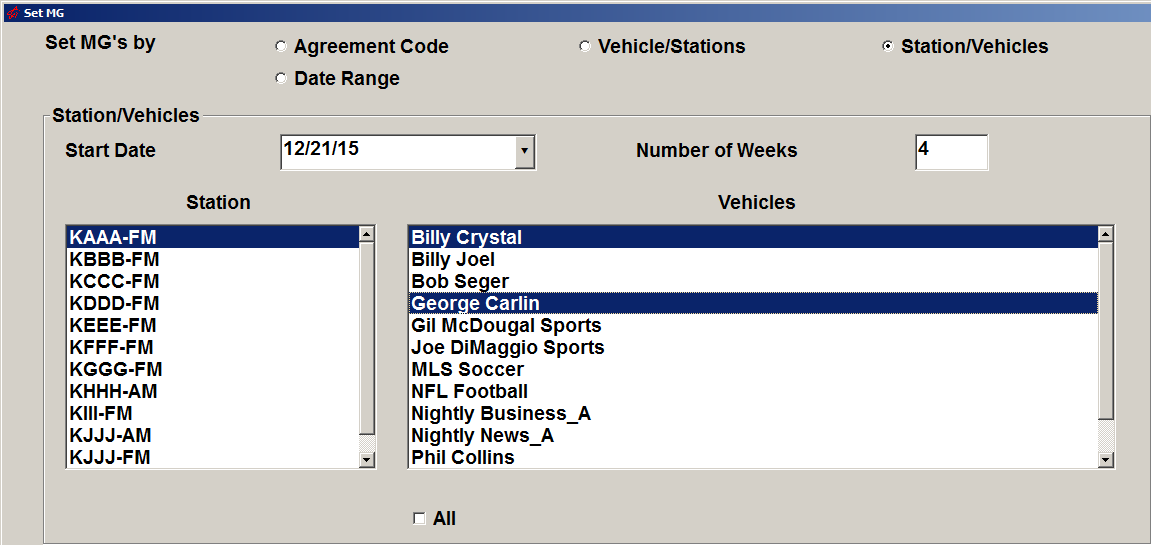 Set MG
Set MG's by
Agreement Code
Vehicle/Stations
Station/Vehicles
Date Range
Station/Vehicles
Start Date
12/21/15
Number of Weeks
4
Station
KAAA-FM
KBBB-FM
KCCC-FM
KDDD-FM
KEEE-FM
KFFF-FM
KGGG-FM
KHHH-AM
KIII-FM
KJJJ-AM
KJJJ-FM
Vehicles
Billy Crystal
Billy Joel
Bob Seger
George Carlin
Gil McDougal Sports
Joe DiMaggio Sports
MLS Soccer
NFL Football
Nightly Business_A
Nightly News_A
Phil Collins
All